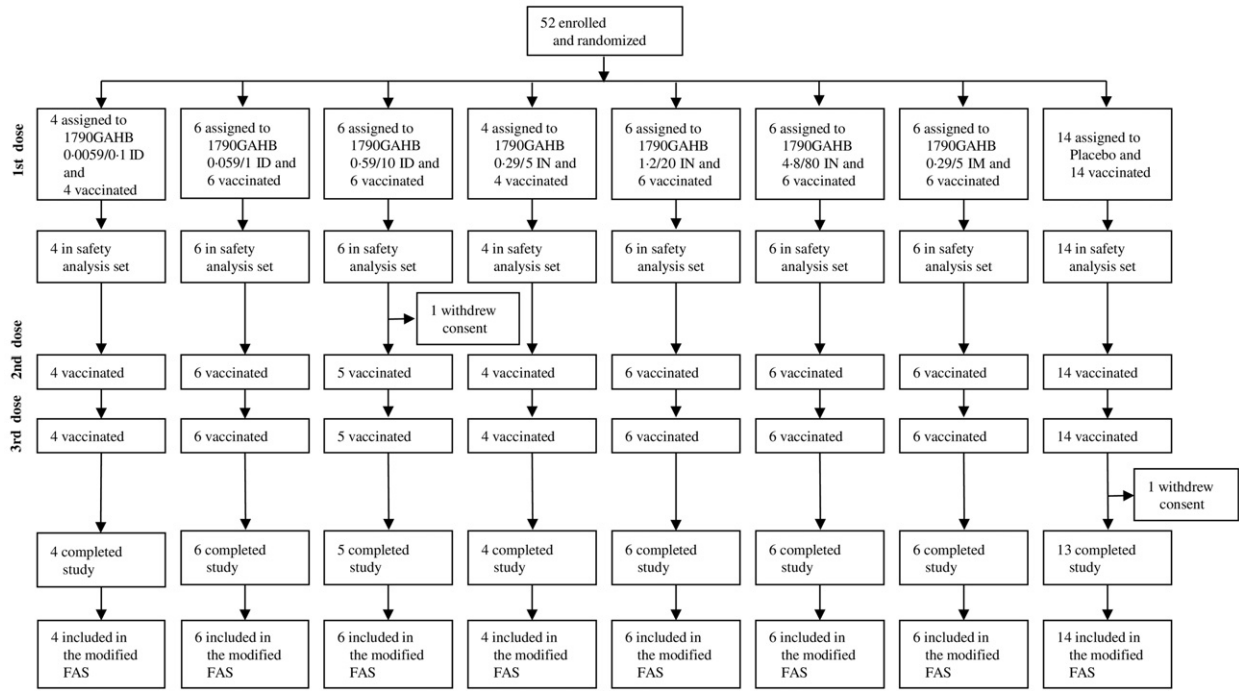 52 enrolled
and randomized
1st dose
4 assigned to
1790GAHB
0·0059/0·1 ID
and
4 vaccinated
6 assigned to
1790GAHB
0·059/1 ID and
6 vaccinated
6 assigned to
1790GAHB
0·59/10 ID and
6 vaccinated
4 assigned to
1790GAHB
0·29/5 IN and
4 vaccinated
6 assigned to
1790GAHB
1·2/20 IN and
6 vaccinated
6 assigned to
1790GAHB
4·8/80 IN and
6 vaccinated
6 assigned to
1790GAHB
0·29/5 IM and
6 vaccinated
14 assigned to
Placebo and
14 vaccinated
4 in safety
analysis set
6 in safety
analysis set
6 in safety
analysis set
4 in safety
analysis set
6 in safety
analysis set
6 in safety
analysis set
6 in safety
analysis set
14 in safety
analysis set
1 withdrew
consent
2nd dose
4 vaccinated
6 vaccinated
5 vaccinated
4 vaccinated
6 vaccinated
6 vaccinated
6 vaccinated
14 vaccinated
3rd dose
4 vaccinated
6 vaccinated
5 vaccinated
4 vaccinated
6 vaccinated
6 vaccinated
6 vaccinated
14 vaccinated
1 withdrew
consent
4 completed
study
6 completed
study
5 completed
study
4 completed
study
6 completed
study
6 completed
study
6 completed
study
13 completed
study
4 included in
the modified
FAS
6 included in
the modified
FAS
6 included in
the modified
FAS
4 included in
the modified
FAS
6 included in
the modified
FAS
6 included in
the modified
FAS
6 included in
the modified
FAS
14 included in
the modified
FAS